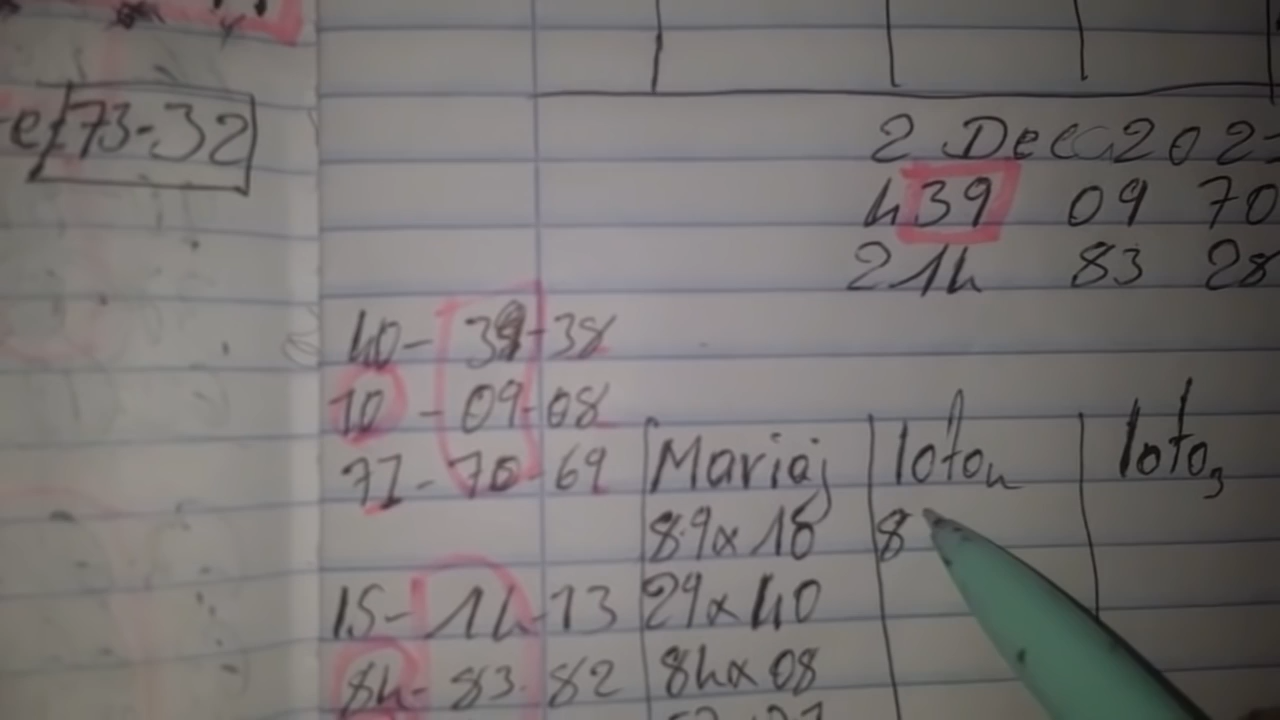 73-32
2 Dec 202
439 09 70
214 83 28
40- 39-38
10 - 09-08
71- 70-69
Mariaj loto4 loto3
89x18 8
15- 14-13 29x40
84- 83-82 84x08